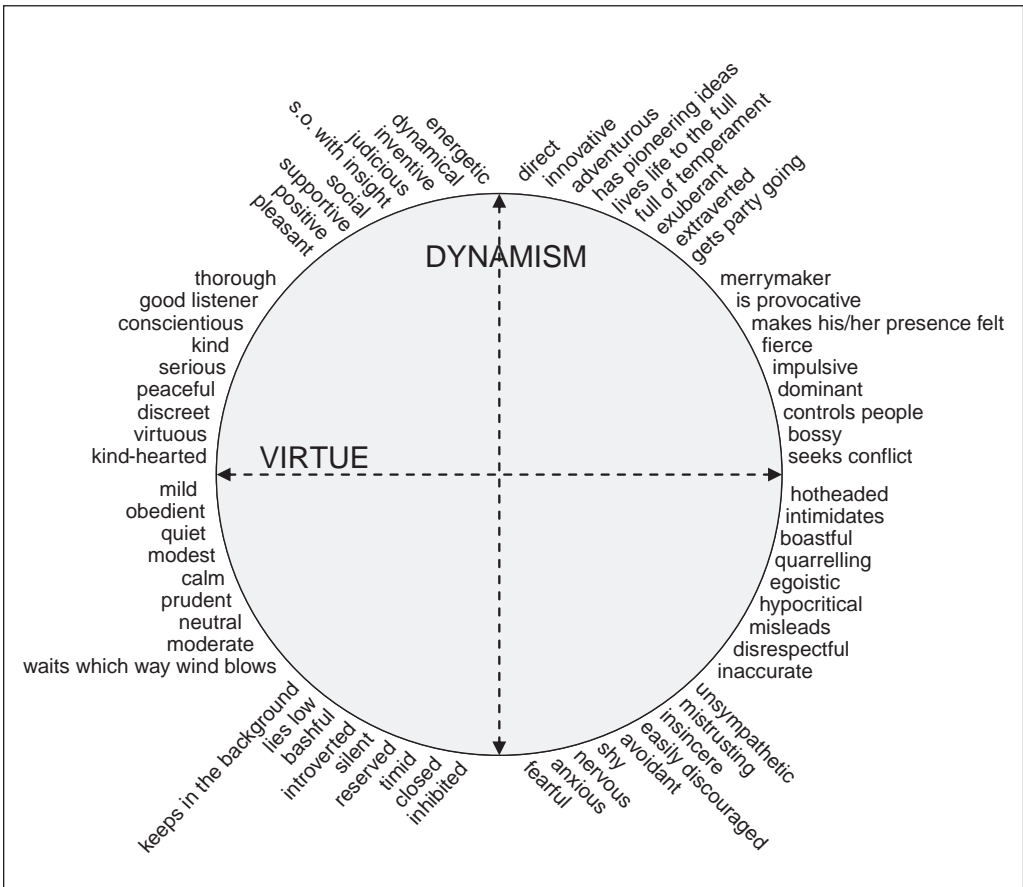 energetic
dynamical
inventive
judicious
s.o. with insight
social
supportive
positive
pleasant
direct
innovative
adventurous
has pioneering ideas
lives life to the full
full of temperament
exuberant
extraverted
gets party going
DYNAMISM
VIRTUE
thorough
good listener
conscientious
kind
serious
peaceful
discreet
virtuous
kind-hearted
mild
obedient
quiet
modest
calm
prudent
neutral
moderate
waits which way wind blows
merrymaker
is provocative
makes his/her presence felt
fierce
impulsive
dominant
controls people
bossy
seeks conflict
hotheaded
intimidates
boastful
quarrelling
egoistic
hypocritical
misleads
disrespectful
inaccurate
keeps in the background
lies low
bashful
introverted
silent
reserved
timid
closed
inhibited
fearful
anxious
nervous
shy
avoidant
easily discouraged
insincere
mistrusting
unsympathetic